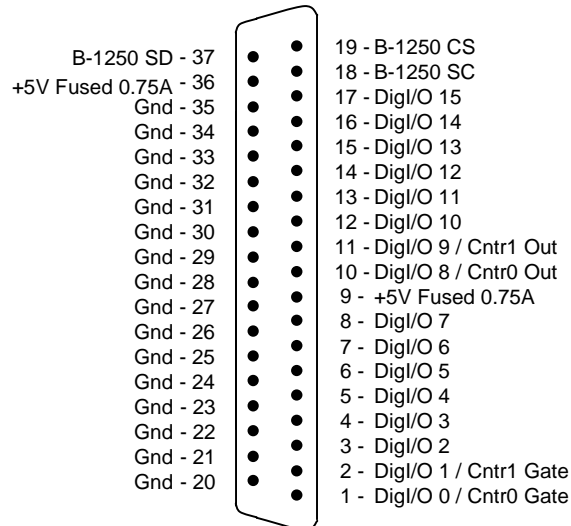 19 - B-1250 CS
18 - B-1250 SC
17 - DigI/O 15
16 - DigI/O 14
15 - DigI/O 13
14 - DigI/O 12
13 - DigI/O 11
12 - DigI/O 10
11 - DigI/O 9 / Cntr1 Out
10 - DigI/O 8 / Cntr0 Out
9 - +5V Fused 0.75A
8 - DigI/O 7
7 - DigI/O 6
6 - DigI/O 5
5 - DigI/O 4
4 - DigI/O 3
3 - DigI/O 2
2 - DigI/O 1 / Cntr1 Gate
1 - DigI/O 0 / Cntr0 Gate
B-1250 SD - 37
+5V Fused 0.75A - 36
Gnd - 35
Gnd - 34
Gnd - 33
Gnd - 32
Gnd - 31
Gnd - 30
Gnd - 29
Gnd - 28
Gnd - 27
Gnd - 26
Gnd - 25
Gnd - 24
Gnd - 23
Gnd - 22
Gnd - 21
Gnd - 20